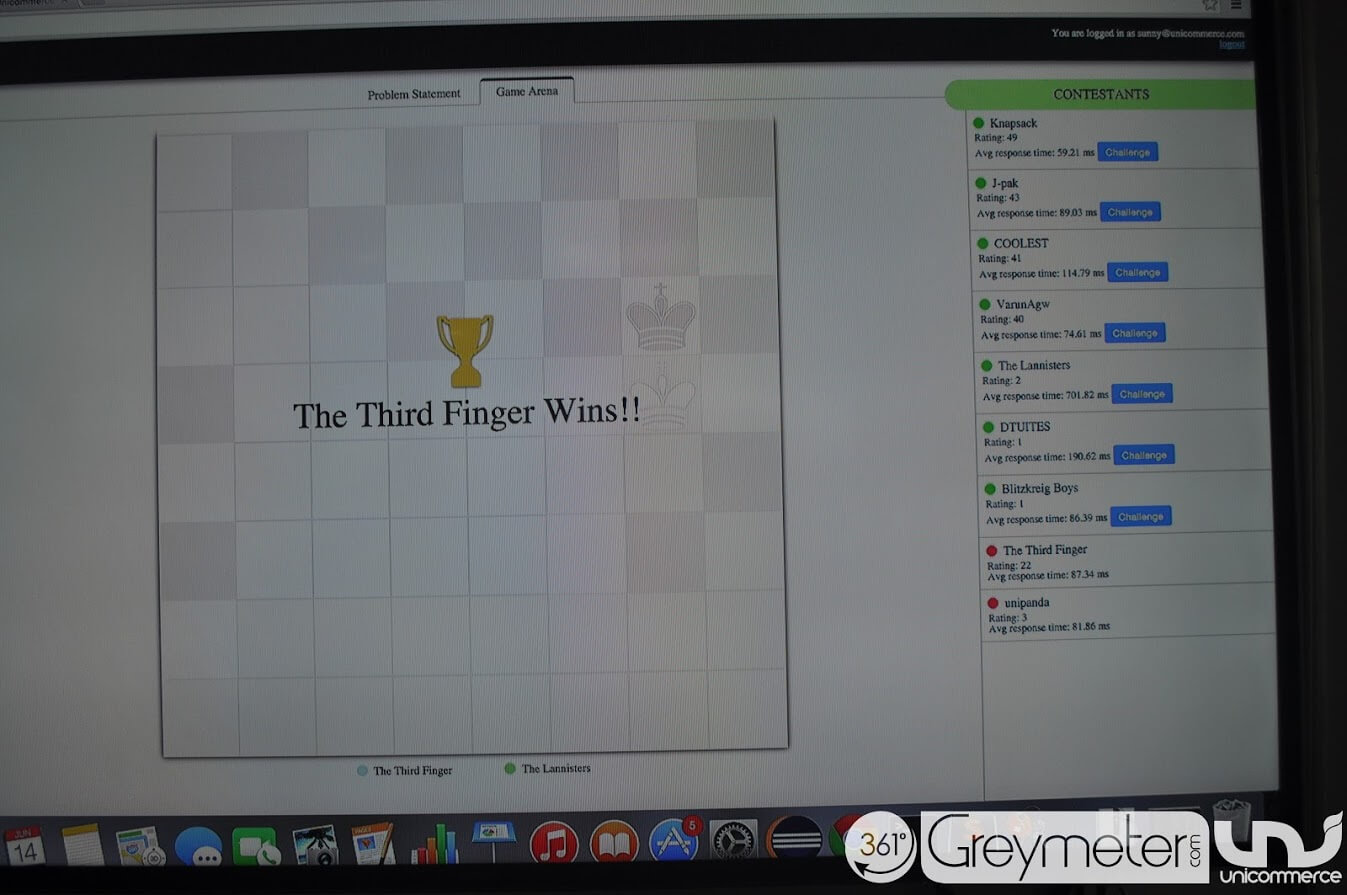 You are logged in as sunny@unicommerce.com
logout
Problem Statement
Game Arena
The Third Finger Wins!!
The Third Finger
The Lannisters
CONTESTANTS
Knapsack
Rating: 49
Avg response time: 59.21 ms Challenge
J-pak
Rating: 43
Avg response time: 89.03 ms Challenge
COOLEST
Rating: 41
Avg response time: 114.79 ms Challenge
VarunAgw
Rating: 40
Avg response time: 74.61 ms Challenge
The Lannisters
Rating: 2
Avg response time: 701.82 ms Challenge
DTUITES
Rating: 1
Avg response time: 190.62 ms Challenge
Blitzkreig Boys
Rating: 1
Avg response time: 86.39 ms Challenge
The Third Finger
Rating: 22
Avg response time: 87.34 ms
unipanda
Rating: 3
Avg response time: 81.86 ms
JUN
14
PAGES
5
361°
Greymeter.com
unicommerce